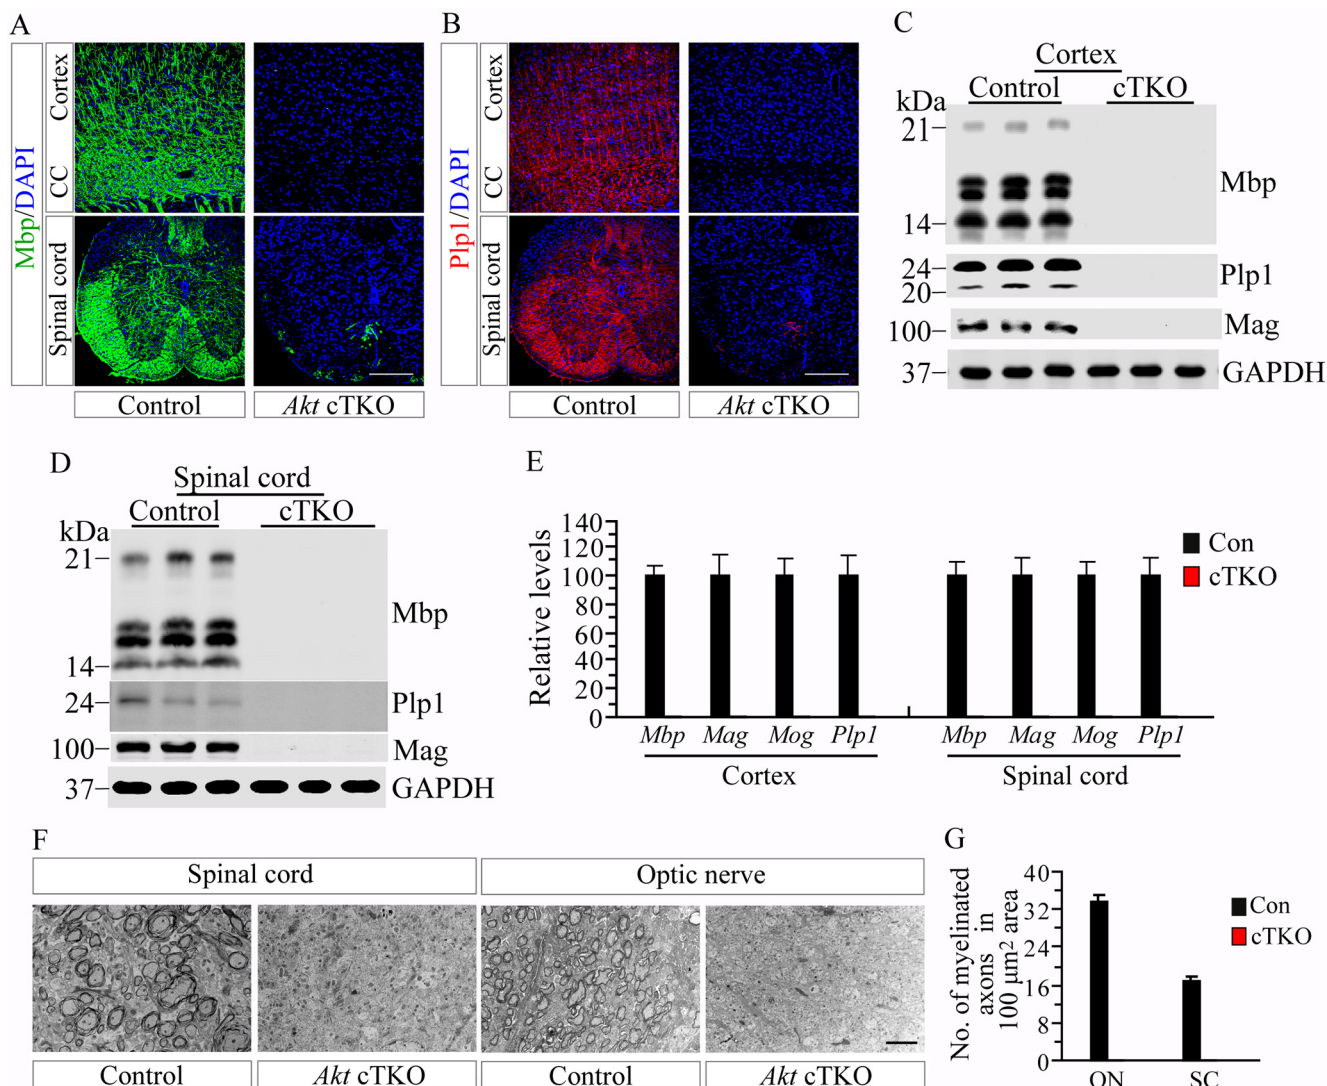 A
Mbp/DAPI
Cortex
CC
Spinal cord
Control
Akt cTKO
B
Plp1/DAPI
Cortex
CC
Spinal cord
Control
Akt cTKO
C
Cortex
Control cTKO
kDa
21
14
Mbp
24
20
Plp1
100
Mag
37
GAPDH
D
Spinal cord
Control cTKO
kDa
21
14
Mbp
24
Plp1
100
Mag
37
GAPDH
E
Relative levels
140
120
100
80
60
40
20
0
Mbp Mag Mog Plp1 Mbp Mag Mog Plp1
Cortex Spinal cord
Con
cTKO
F
Spinal cord Optic nerve
Control Akt cTKO Control Akt cTKO
G
No. of myelinated
axons in
100 µm² area
40
32
24
16
8
0
ON SC
Con
cTKO